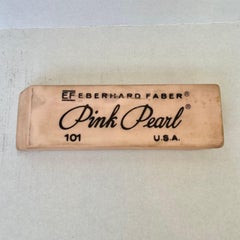 EF EBERHARD FABER®
Pink Pearl®
101 U.S.A.